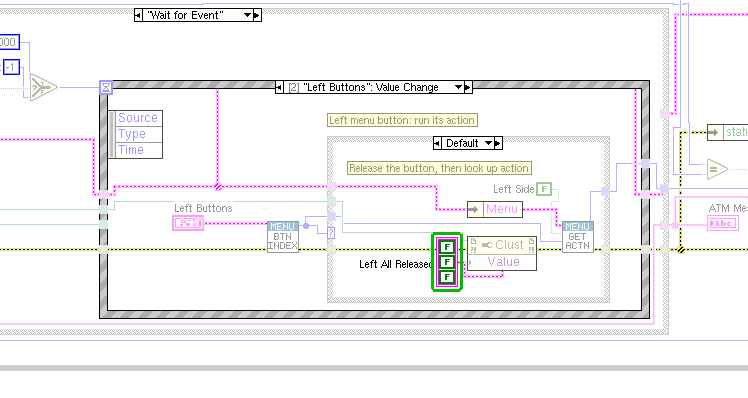 "Wait for Event"
000
-1
[2] "Left Buttons": Value Change
Source
Type
Time
Left menu button: run its action
Default
Release the button, then look up action
Left Side
F
Menu
Left Buttons
MENU
BTN
INDEX
MENU
GET
ACTN
?
Clust
Value
Left All Released
F
F
F
statu
=
ATM Me
abc